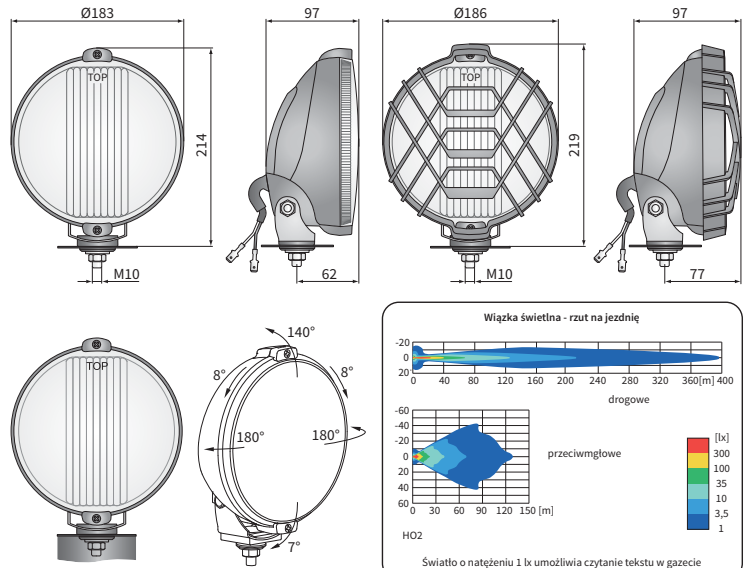 Ø183
97
Ø186
97
TOP
214
M10
62
TOP
219
M10
77
TOP
140°
8°
8°
180°
180°
7°
Wiązka świetlna - rzut na jezdnię
-20
0
20
0 40 80 120 160 200 240 280 320 360[m] 400
drogowe
-60
-40
-20
0
20
40
60
0 30 60 90 120 150 [m]
przeciwmgłowe
[lx]
300
100
35
10
3,5
1
HO2
Światło o natężeniu 1 lx umożliwia czytanie tekstu w gazecie